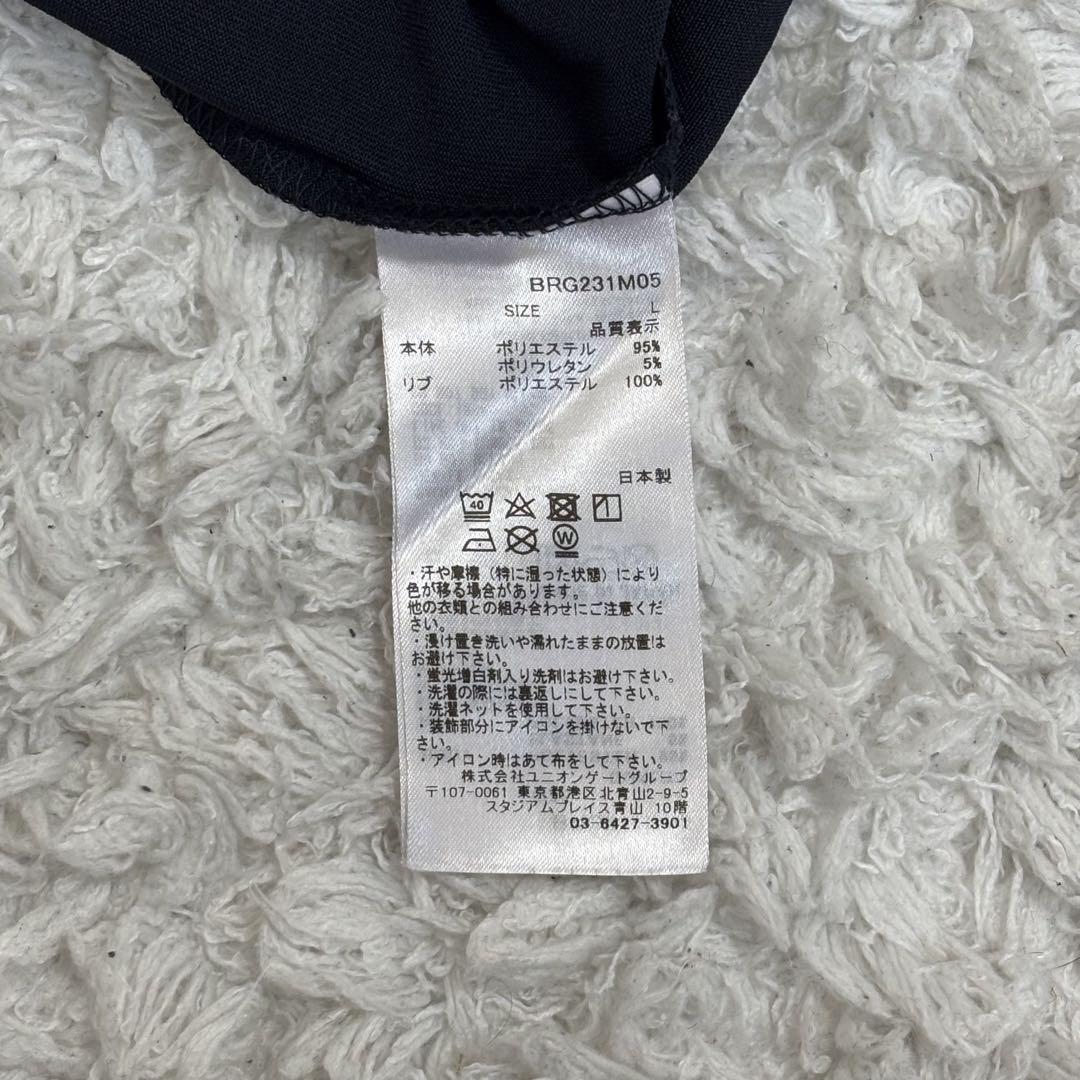 BRG231M05
SIZE L
品質表示
本体 ポリエステル 95%
ポリウレタン 5%
リブ ポリエステル 100%
日本製
40
W
・汗や摩擦（特に湿った状態）により
色が移る場合があります。
他の衣類との組み合わせにご注意くだ
さい。
・浸け置き洗いや濡れたままの放置は
お避け下さい。
・蛍光増白剤入り洗剤はお避け下さい。
・洗濯の際には裏返しにして下さい。
・洗濯ネットを使用して下さい。
・装飾部分にアイロンを掛けないで下
さい。
・アイロン時はあて布をして下さい。
株式会社ユニオンゲートグループ
〒107-0061 東京都港区北青山2-9-5
スタジアムプレイス青山 10階
03-6427-3901